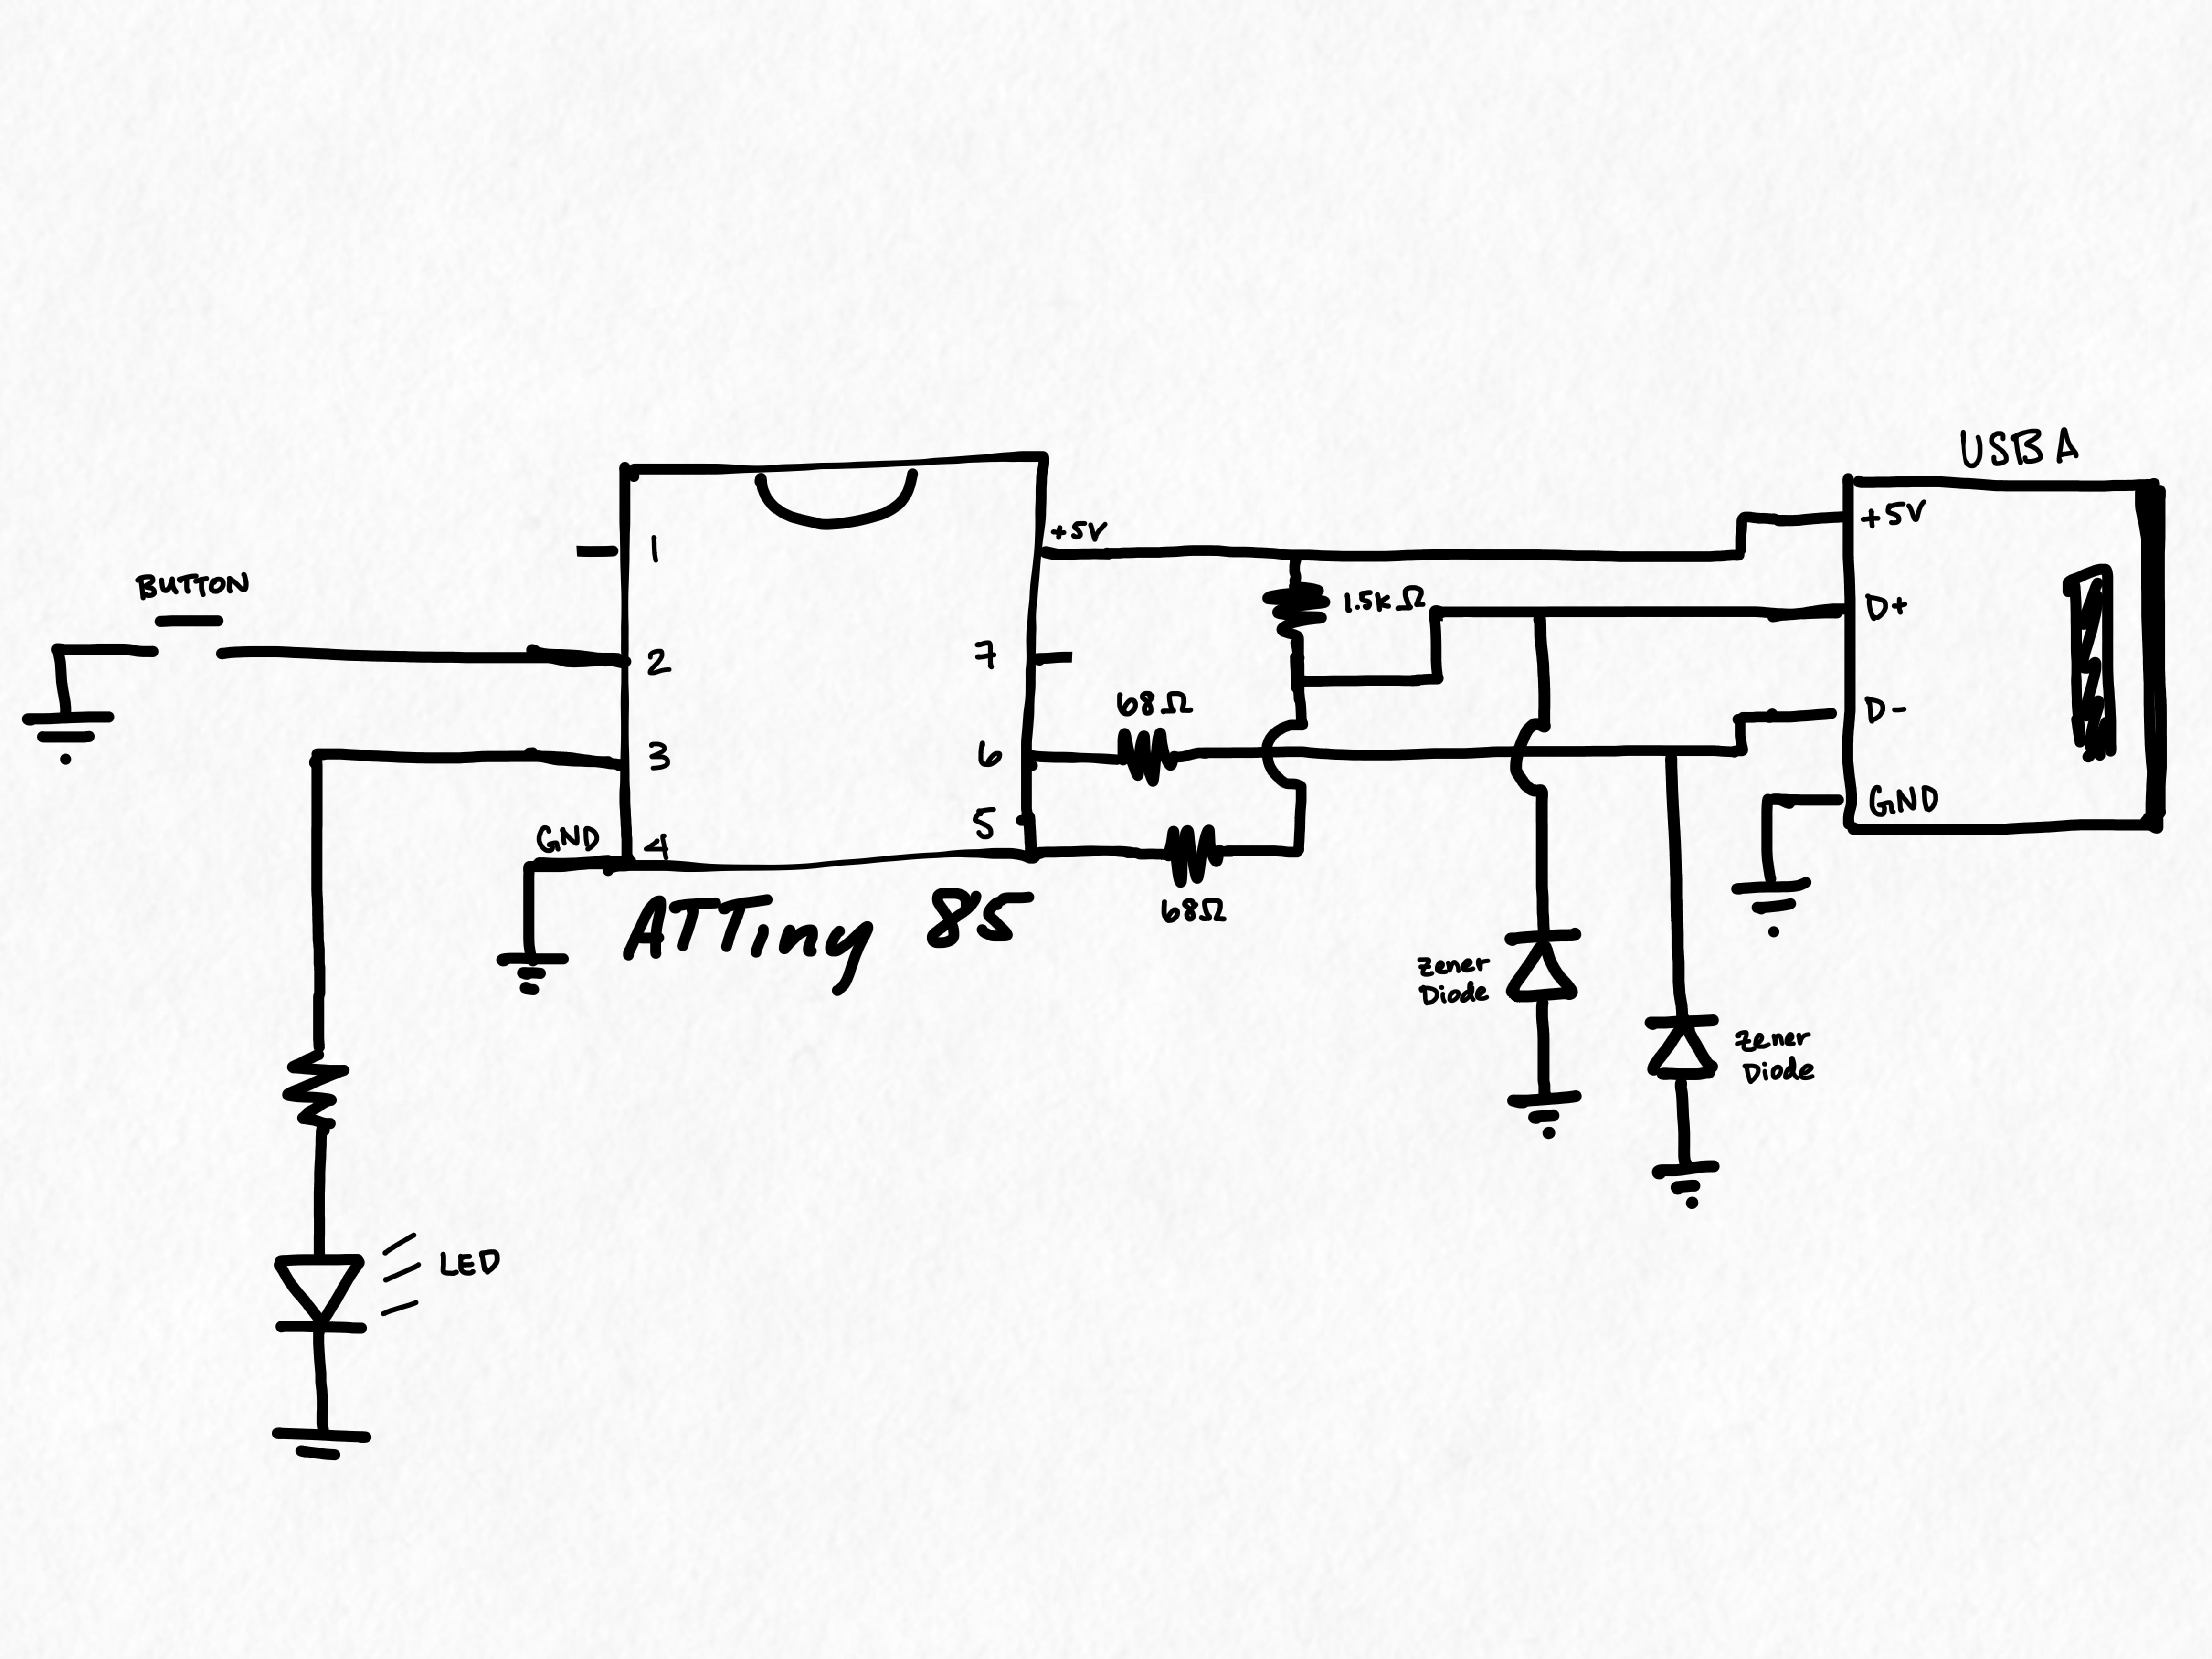 USB A
+5V
+5V
1
BUTTON
1.5K Ω
D+
2
7
68Ω
D-
3
6
GND
5
GND
4
68Ω
ATTiny 85
Zener
Diode
Zener
Diode
LED